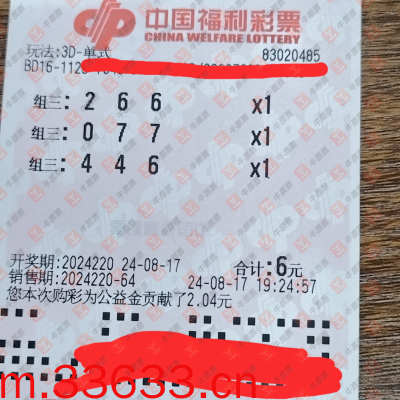 中国福利彩票
CHINA WELFARE LOTTERY
玩法:3D-单式 83020485
组三: 2 6 6 x1
组三: 0 7 7 x1
组三: 4 4 6 x1
开奖期:2024220 24-08-17 合计:6元
销售期:2024220-64 24-08-17 19:24:57
您本次购彩为公益金贡献了2.04元
m.33633.cn